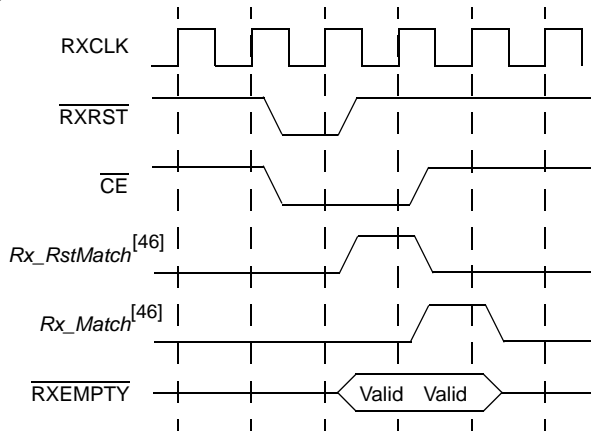 RXCLK
RXRST
CE
Rx_RstMatch[46]
Rx_Match[46]
RXEMPTY
Valid Valid